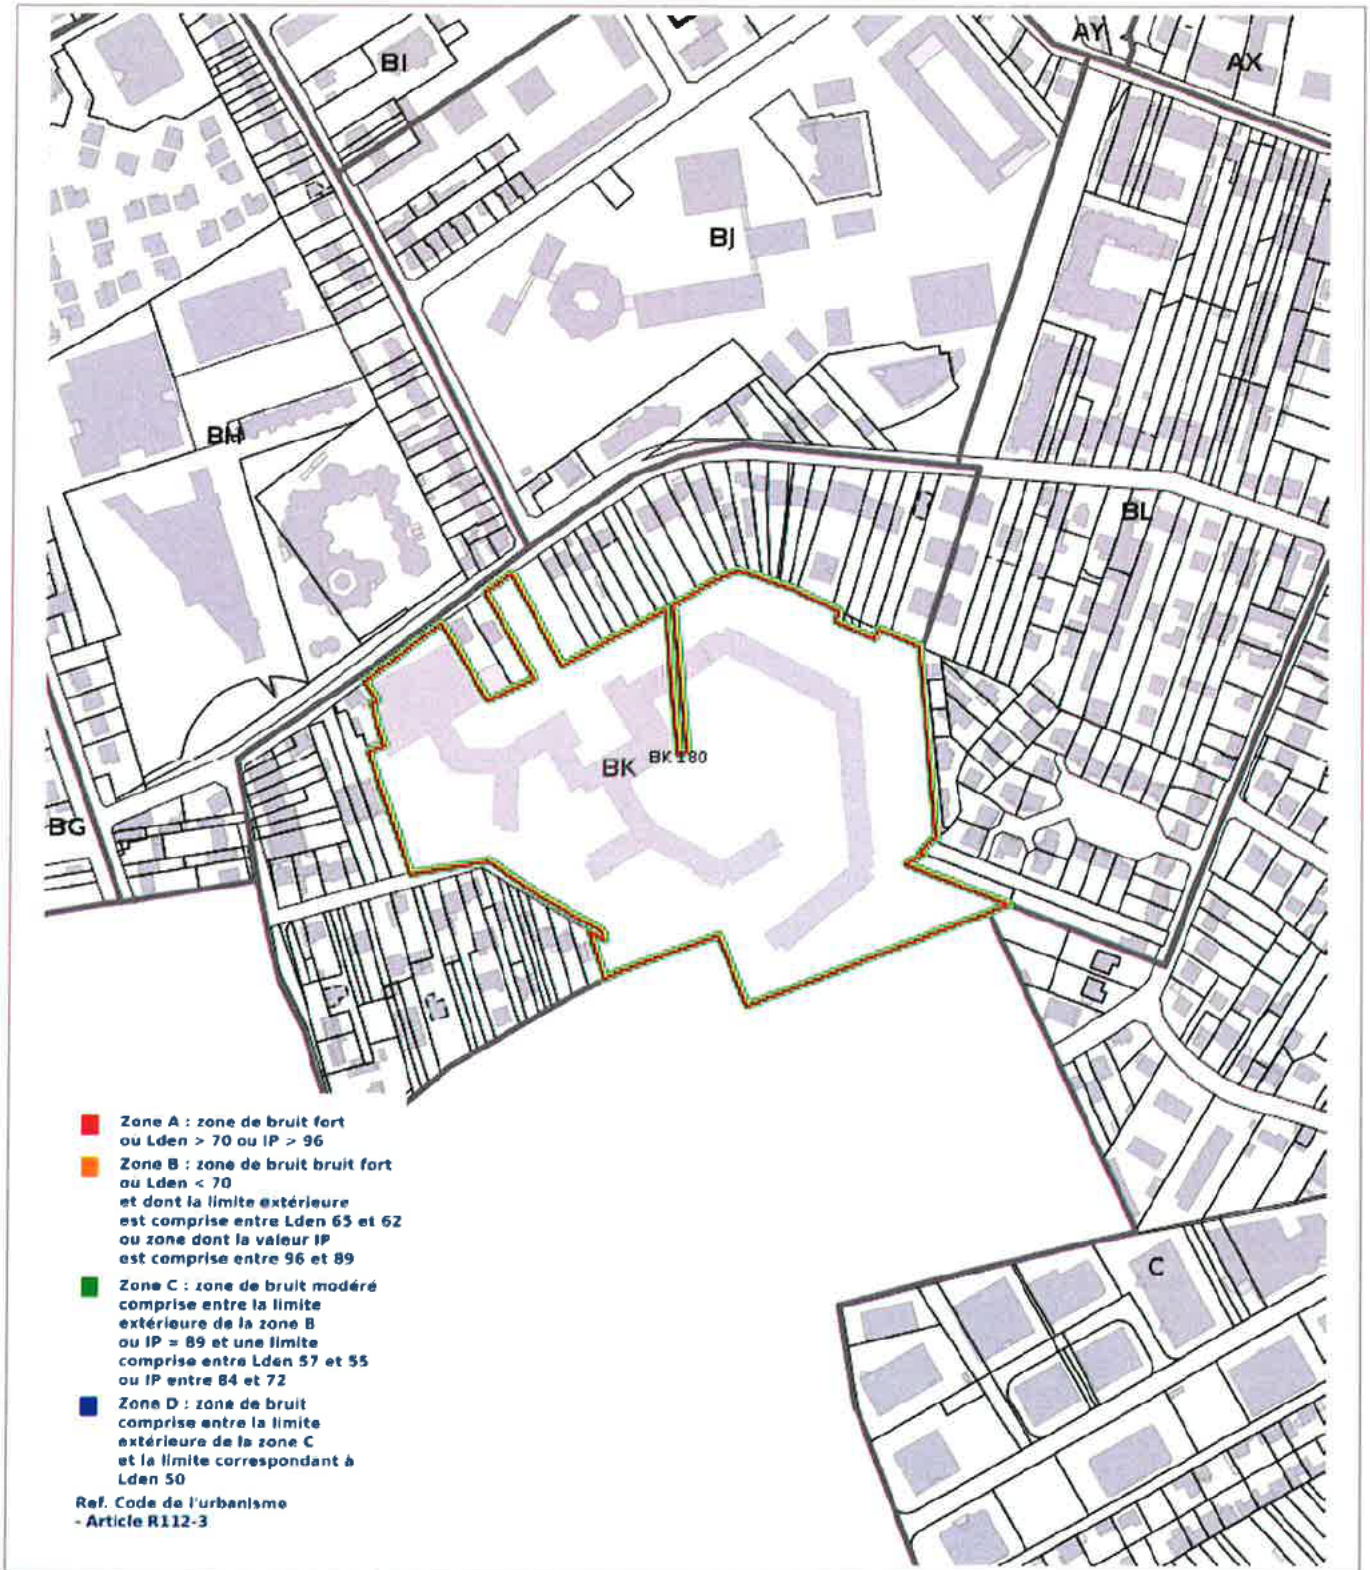 AY
BI
AX
BJ
BM
BL
BK 180
BK
BG
C
Zone A : zone de bruit fort
ou Lden > 70 ou IP > 96
Zone B : zone de bruit bruit fort
ou Lden < 70
et dont la limite extérieure
est comprise entre Lden 65 et 62
ou zone dont la valeur IP
est comprise entre 96 et 89
Zone C : zone de bruit modéré
comprise entre la limite
extérieure de la zone B
ou IP = 89 et une limite
comprise entre Lden 57 et 55
ou IP entre 84 et 72
Zone D : zone de bruit
comprise entre la limite
extérieure de la zone C
et la limite correspondant à
Lden 50
Ref. Code de l'urbanisme
- Article R112-3